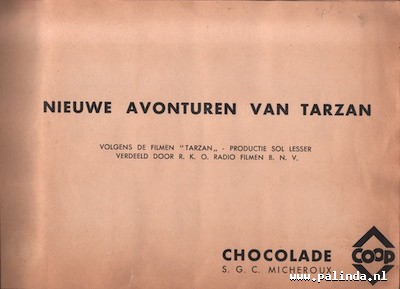 NIEUWE AVONTUREN VAN TARZAN
VOLGENS DE FILMEN "TARZAN„ - PRODUCTIE SOL LESSER
VERDEELD DOOR R. K. O. RADIO FILMEN B. N. V.
CHOCOLADE
S. G. C. MICHEROUX
COOP
www.palinda.nl